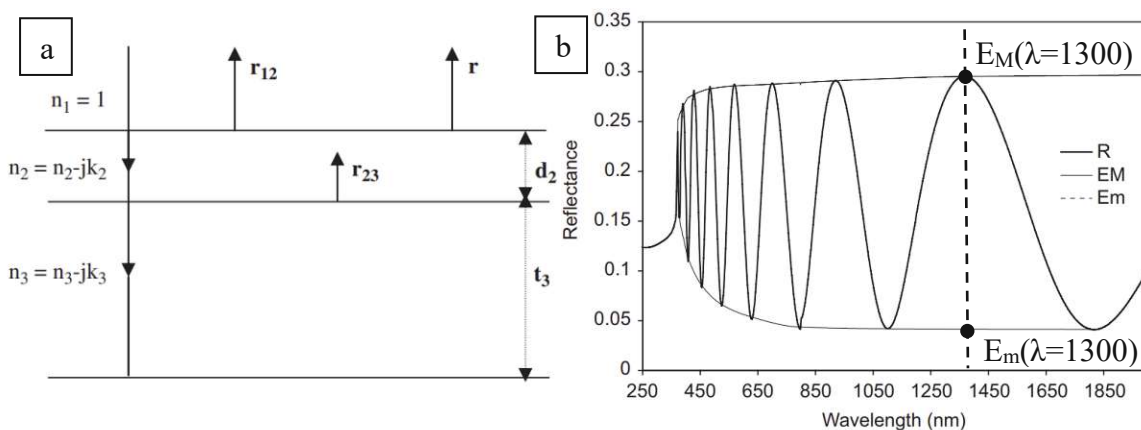 a
r₁₂
r
n₁ = 1
n₂ = n₂-jk₂
r₂₃
d₂
n₃ = n₃-jk₃
t₃
b
0.35
0.3
0.25
0.2
0.15
0.1
0.05
0
Reflectance
E_M(λ=1300)
R
EM
Em
E_m(λ=1300)
250 450 650 850 1050 1250 1450 1650 1850
Wavelength (nm)